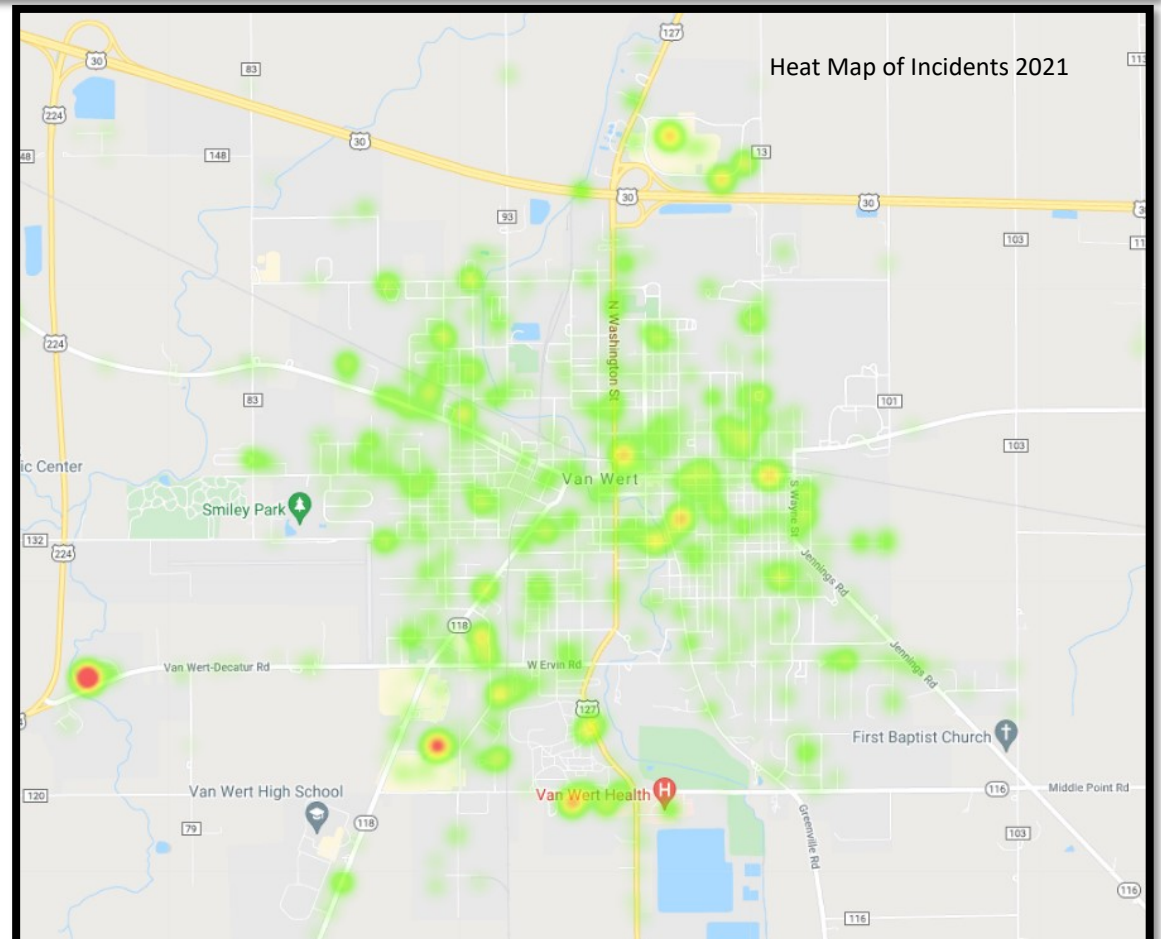 Heat Map of Incidents 2021
127
30
83
224
30
148
13
30
30
93
103
N Washington St
224
83
101
103
ic Center
Van Wert
Smiley Park
S Wayne St
132
224
Jennings Rd
118
Van Wert-Decatur Rd
W Ervin Rd
Jennings Rd
127
First Baptist Church
Van Wert Health
H
120
Van Wert High School
116
Middle Point Rd
79
118
Greenville Rd
103
116
116